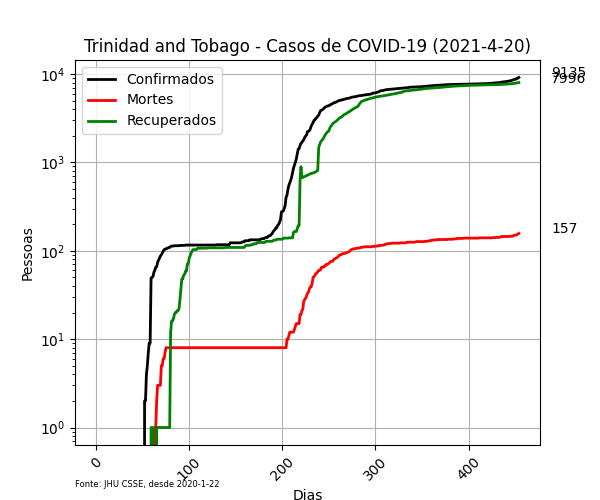 Trinidad and Tobago - Casos de COVID-19 (2021-4-20)
Confirmados
Mortes
Recuperados
9135
7996
157
10^4
10^3
10^2
10^1
10^0
Pessoas
0
100
200
300
400
Dias
Fonte: JHU CSSE, desde 2020-1-22